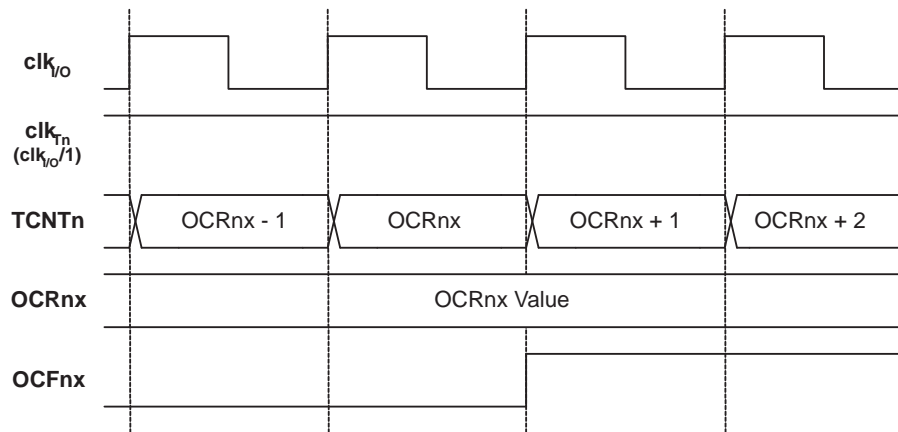 clkI/O
clkTn
(clkI/O/1)
TCNTn
OCRnx - 1
OCRnx
OCRnx + 1
OCRnx + 2
OCRnx
OCRnx Value
OCFnx